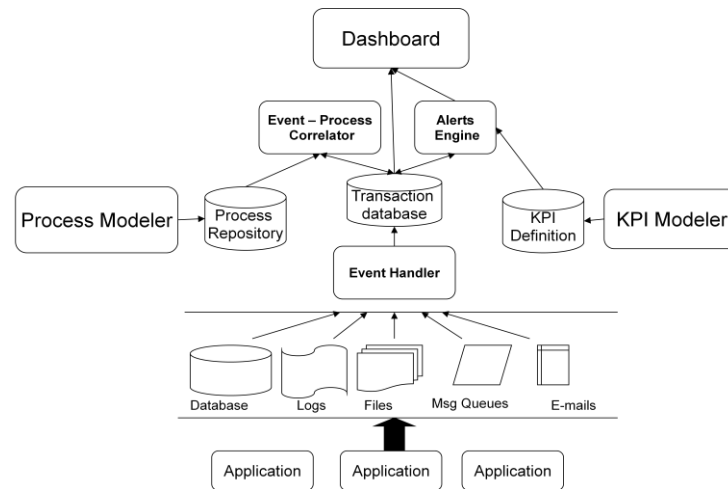 Dashboard
Event – Process
Correlator
Alerts
Engine
Process Modeler
Process
Repository
Transaction
database
KPI
Definition
KPI Modeler
Event Handler
Database
Logs
Files
Msg Queues
E-mails
Application
Application
Application